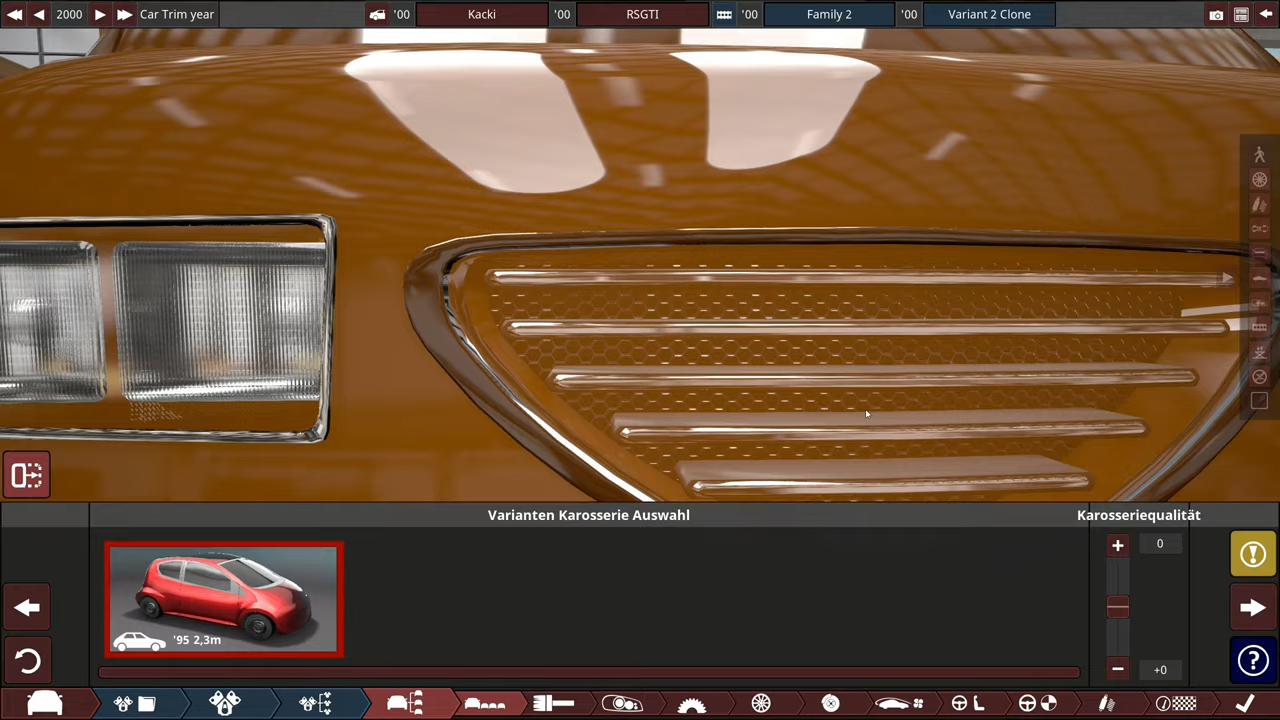 2000 Car Trim year '00 Kacki '00 RSGTI '00 Family 2 '00 Variant 2 Clone
Varianten Karosserie Auswahl
Karosseriequalität
0
'95 2,3m
+0